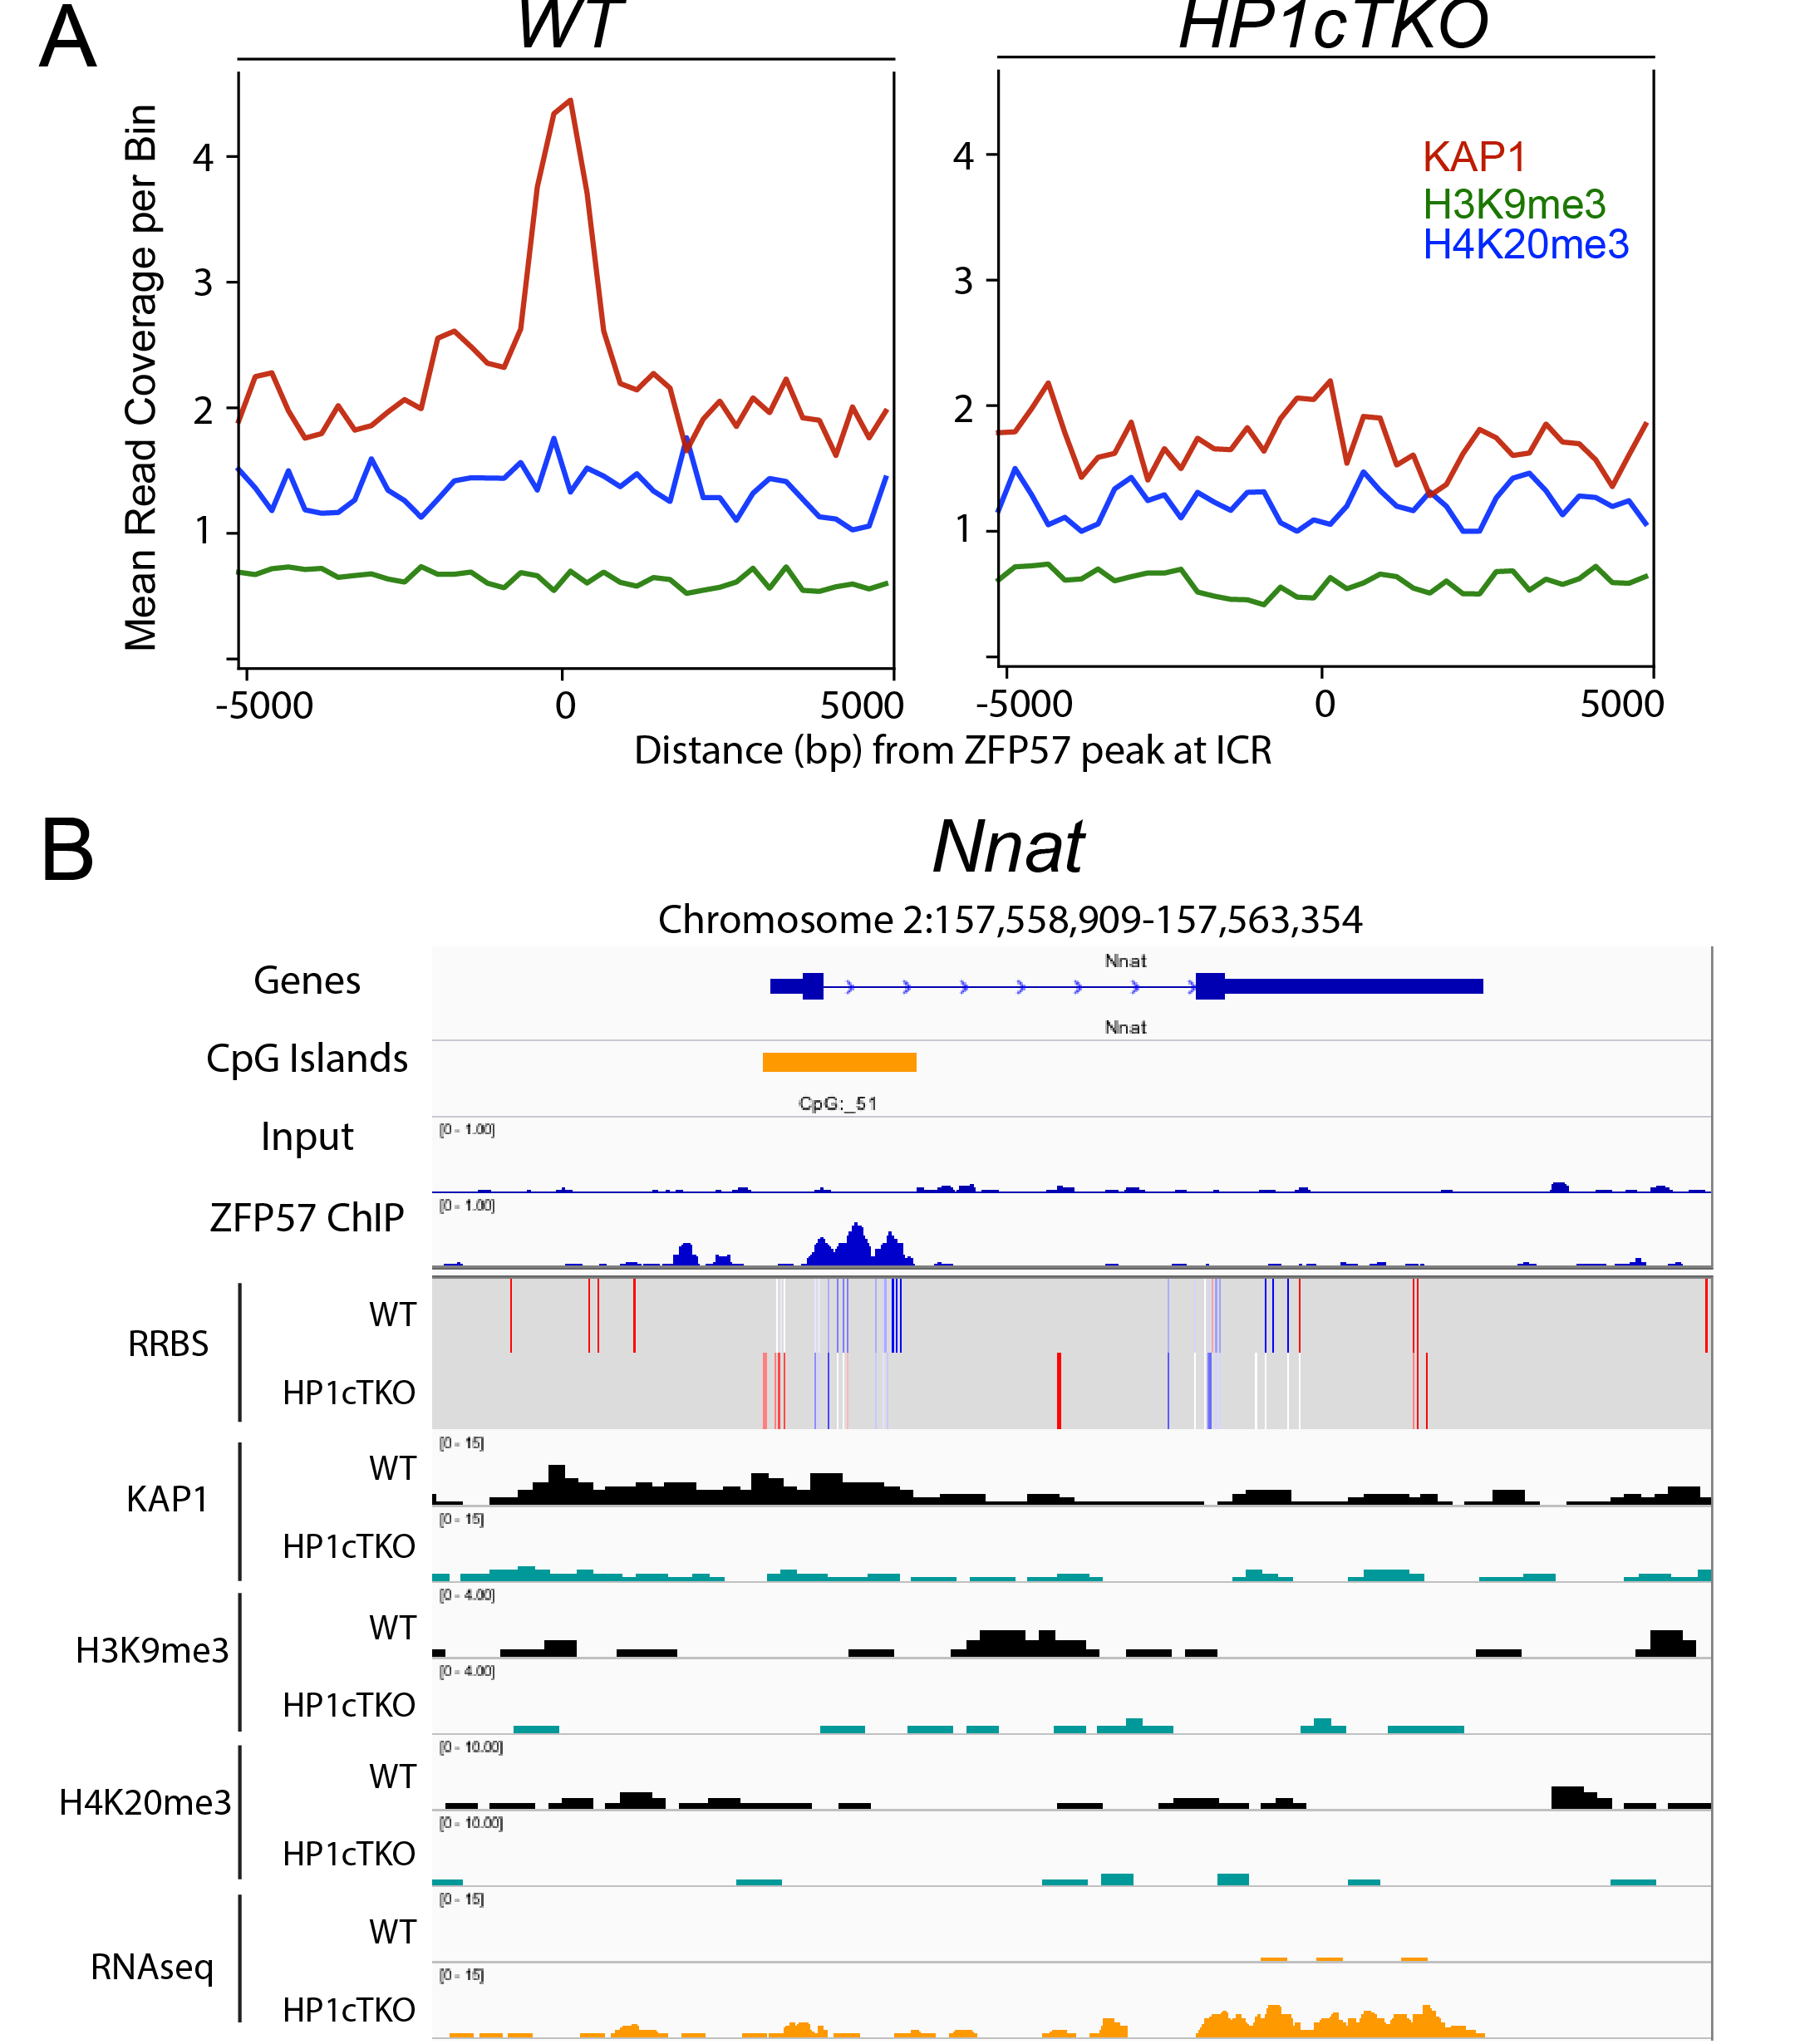 A
WT
HP1cTKO
Mean Read Coverage per Bin
4
3
2
1
4
3
2
1
KAP1
H3K9me3
H4K20me3
-5000 0 5000
-5000 0 5000
Distance (bp) from ZFP57 peak at ICR
B
Nnat
Chromosome 2:157,558,909-157,563,354
Genes
Nnat
Nnat
CpG Islands
CpG:_51
Input
[0 - 1.00]
ZFP57 ChIP
[0 - 1.00]
RRBS
WT
HP1cTKO
KAP1
WT
[0 - 15]
HP1cTKO
[0 - 15]
H3K9me3
WT
[0 - 4.00]
HP1cTKO
[0 - 4.00]
H4K20me3
WT
[0 - 10.00]
HP1cTKO
[0 - 10.00]
RNAseq
WT
[0 - 15]
HP1cTKO
[0 - 15]